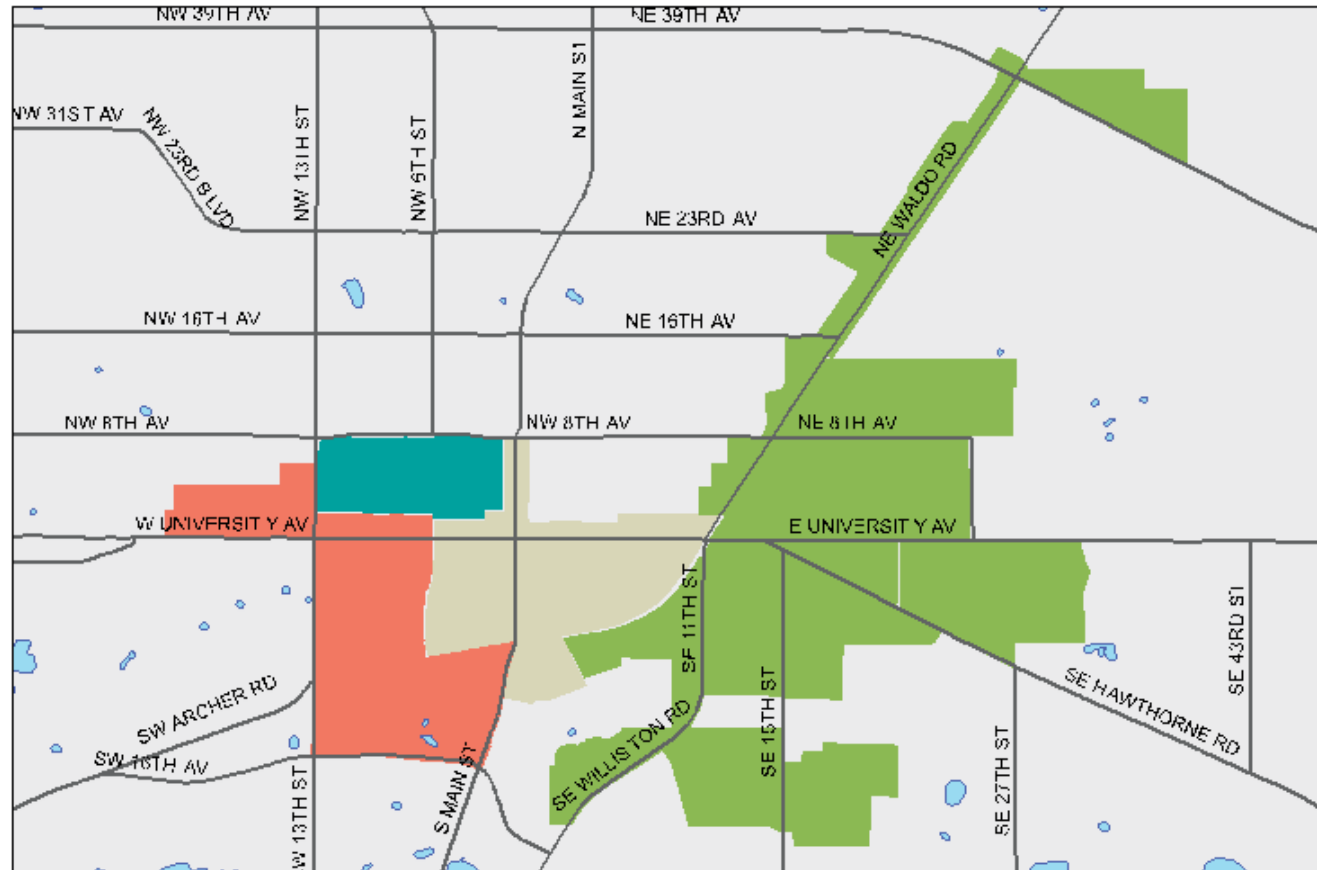 NW 39TH AV
NE 39TH AV
N MAIN ST
NW 31ST AV
NW 23RD BLVD
NW 13TH ST
NW 6TH ST
NE WALDO RD
NE 23RD AV
NW 16TH AV
NE 16TH AV
NW 8TH AV
NW 8TH AV
NE 8TH AV
W UNIVERSITY AV
E UNIVERSITY AV
SE 11TH ST
SE 43RD ST
SW ARCHER RD
SE 15TH ST
SE HAWTHORNE RD
SW 16TH AV
SE WILLISTON RD
SE 27TH ST
S MAIN ST
SW 13TH ST